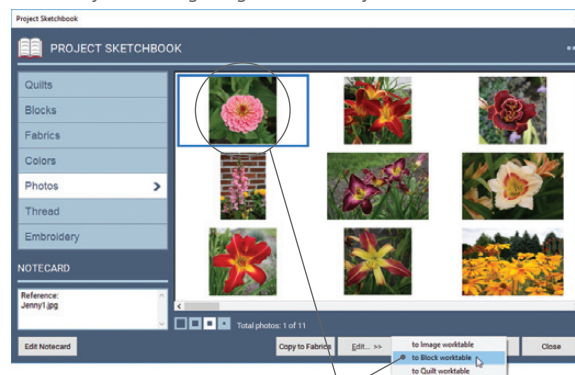 Project Sketchbook
PROJECT SKETCHBOOK
Quilts
Blocks
Fabrics
Colors
Photos
Thread
Embroidery
NOTECARD
Reference:
Jenny1.jpg
Total photos: 1 of 11
Edit Notecard
Copy to Fabrics
Edit... >>
to Image worktable
to Block worktable
to Quilt worktable
Close